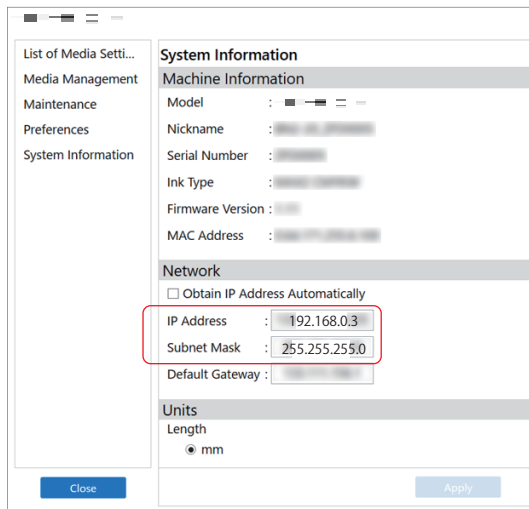 List of Media Setti...
Media Management
Maintenance
Preferences
System Information
System Information
Machine Information
Model :
Nickname :
Serial Number :
Ink Type :
Firmware Version :
MAC Address :
Network
Obtain IP Address Automatically
IP Address : 192.168.0.3
Subnet Mask : 255.255.255.0
Default Gateway :
Units
Length
mm
Close
Apply